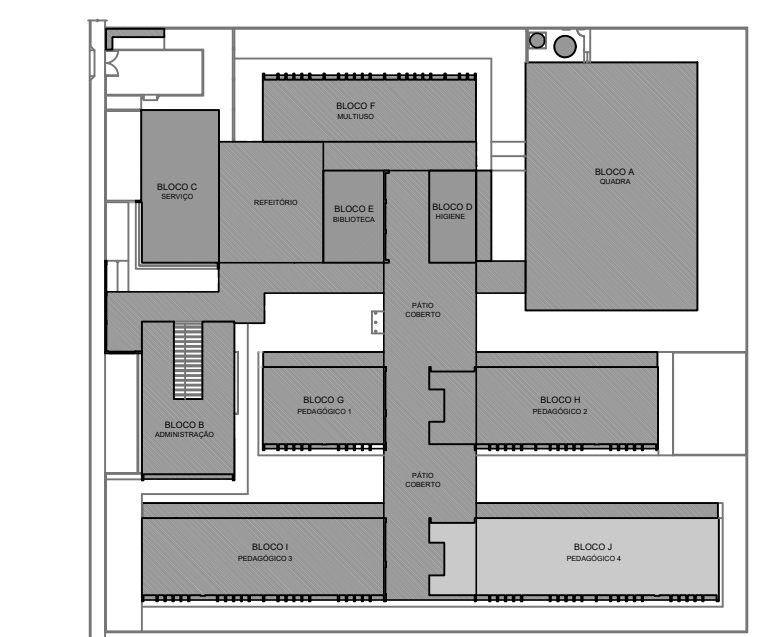 BLOCO F
MULTIUSO
BLOCO A
QUADRA
BLOCO C
SERVIÇO
REFEITÓRIO
BLOCO E
BIBLIOTECA
BLOCO D
HIGIENE
PÁTIO
COBERTO
BLOCO G
PEDAGÓGICO 1
BLOCO H
PEDAGÓGICO 2
BLOCO B
ADMINISTRAÇÃO
PÁTIO
COBERTO
BLOCO I
PEDAGÓGICO 3
BLOCO J
PEDAGÓGICO 4